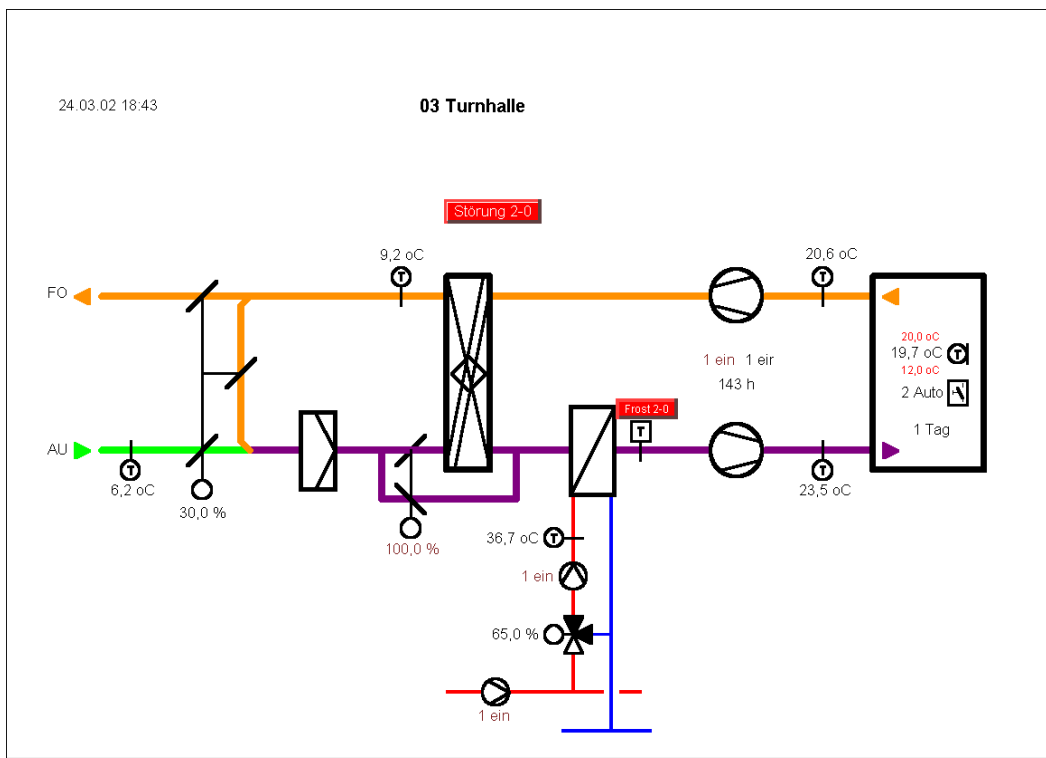 24.03.02 18:43
03 Turnhalle
Störung 2-0
9,2 oC
20,6 oC
FO
T
T
20,0 oC
19,7 oC T
12,0 oC
2 Auto
1 Tag
1 ein 1 eir
143 h
Frost 2-0
T
AU
T
6,2 oC
T
23,5 oC
30,0 %
100,0 %
36,7 oC T
1 ein
65,0 %
1 ein